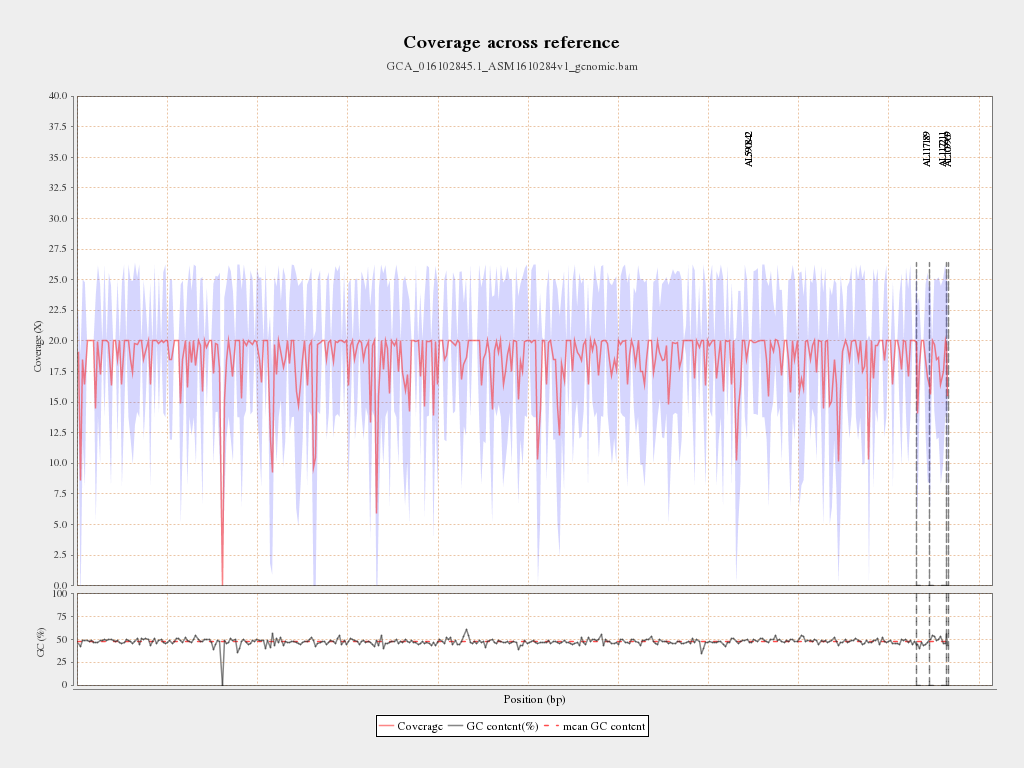 Coverage across reference
GCA_016102845.1_ASM1610284v1_genomic.bam
40.0
37.5
35.0
32.5
30.0
27.5
25.0
22.5
20.0
17.5
15.0
12.5
10.0
7.5
5.0
2.5
0.0
Coverage (X)
AL590842
AL117189
AL117211
AL109969
100
75
50
25
0
GC (%)
Position (bp)
Coverage GC content(%) mean GC content